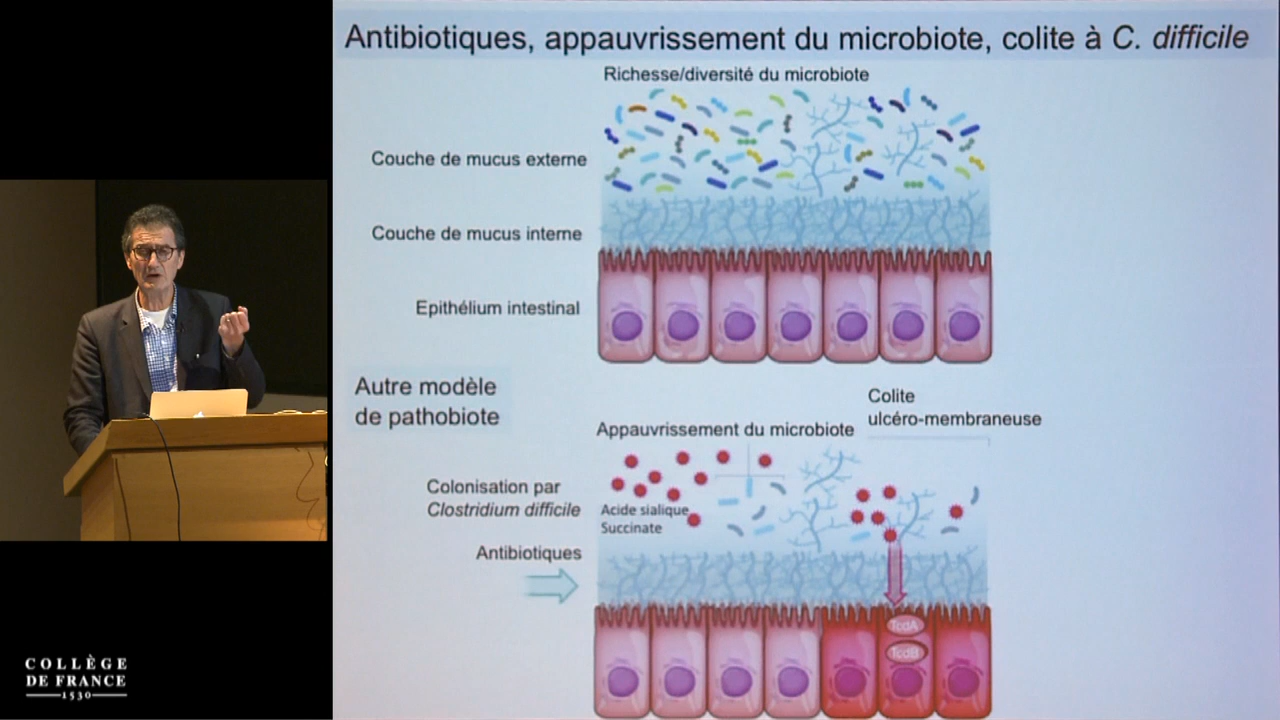 Antibiotiques, appauvrissement du microbiote, colite à C. difficile
Richesse/diversité du microbiote
Couche de mucus externe
Couche de mucus interne
Epithélium intestinal
Autre modèle
de pathobiote
Colite
ulcéro-membraneuse
Appauvrissement du microbiote
Colonisation par
Clostridium difficile
Acide sialique
Succinate
Antibiotiques
TcdA
TcdB
COLLÈGE
DE FRANCE
1530